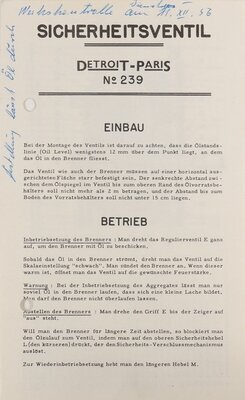 Werkskontrolle am 11. XII. 56
SICHERHEITSVENTIL
DETROIT-PARIS
No 239
EINBAU
Bei der Montage des Ventils ist darauf zu achten, dass die Ölstands-
linie (Oil Level) wenigstens 12 mm über dem Punkt liegt, an dem
das Öl in den Brenner fliesst.
Das Ventil wie auch der Brenner müssen auf einer horizontal aus-
gerichteten Fläche starr befestigt sein. Der senkrechte Abstand zwi-
schen dem Ölspiegel im Ventil bis zum oberen Rand des Ölvorratsbe-
hälters soll nicht mehr als 2 m betragen, der Abstand bis zum
Boden des Vorratsbehälters soll nicht unter 15 cm liegen.
BETRIEB
Inbetriebsetzung des Brenners : Man dreht das Regulierventil E ganz
auf, um den Brenner mit Öl zu beschicken.
Sobald das Öl in den Brenner strömt, dreht man das Ventil auf die
Skaleinstellung "schwach". Man zündet den Brenner an. Wenn dieser
warm ist, öffnet man das Ventil auf die gewünschte Feuerstärke.
Warnung : Bei der Inbetriebsetzung des Aggregates lässt man nur
soviel Öl in den Brenner laufen, dass sich eine kleine Lache bildet.
Man darf den Brenner nicht überlaufen lassen.
Abstellen des Brenners : Man drehe den Griff E bis der Zeiger auf
"aus" steht.
Will man den Brenner für längere Zeit abstellen, so blockiert man
den Ölzulauf zum Ventil, indem man auf den oberen Sicherheitshebel
L (den kürzeren) drückt, der den Sicherheits-Verschlussmechanismus
auslöst.
Zur Wiederinbetriebsetzung hebt man den längeren Hebel M.